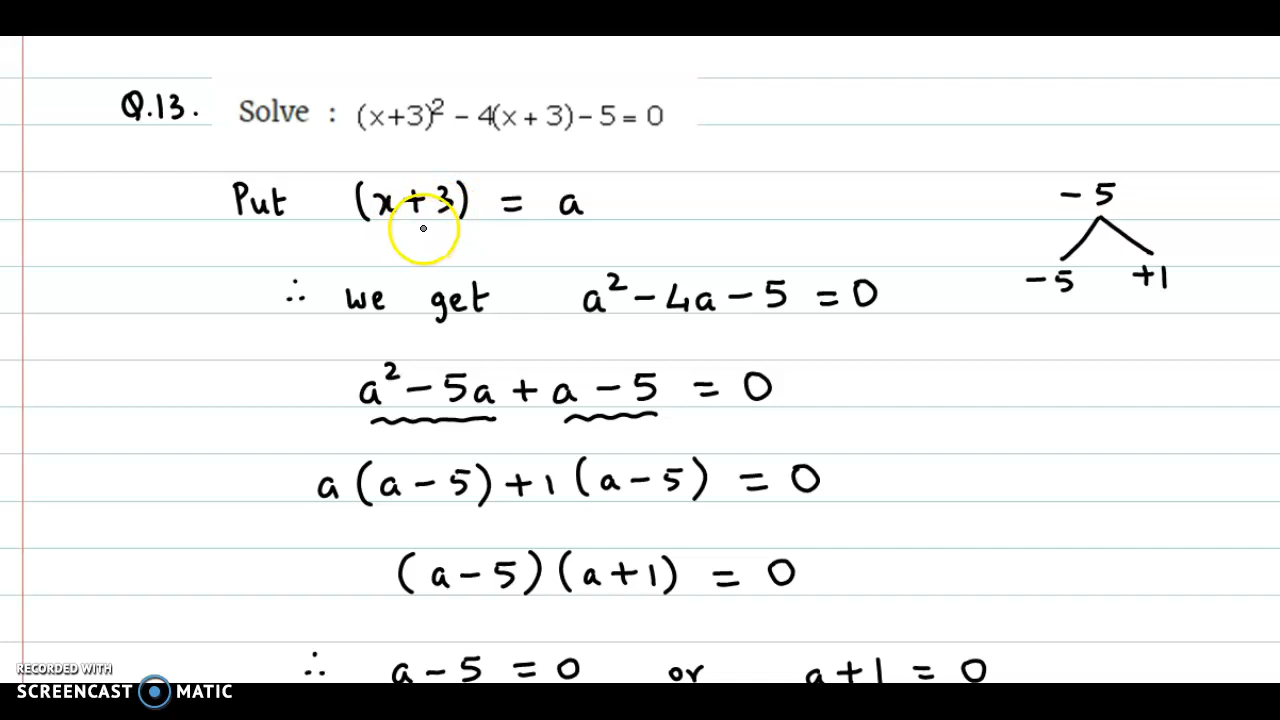 Q.13. Solve : (x+3)² - 4(x + 3) - 5 = 0
Put (x+3) = a
- 5
-5 +1
∴ we get a² - 4a - 5 = 0
a² - 5a + a - 5 = 0
a (a - 5) + 1 (a - 5) = 0
(a - 5) (a + 1) = 0
∴ a - 5 = 0 or a + 1 = 0
RECORDED WITH
SCREENCAST MATIC